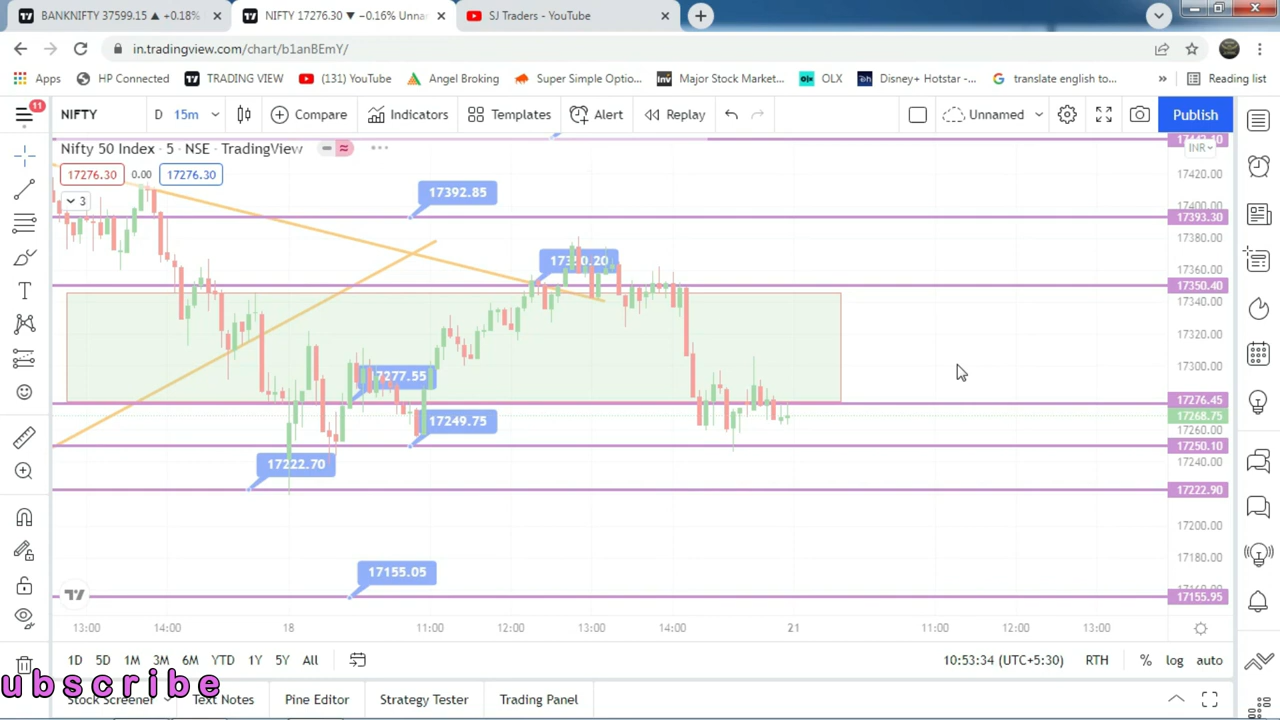 BANKNIFTY 37599.15 ▲ +0.18%
NIFTY 17276.30 ▼ −0.16% Unna
SJ Traders - YouTube
in.tradingview.com/chart/b1anBEmY/
Apps HP Connected TRADING VIEW (131) YouTube Angel Broking Super Simple Optio... Major Stock Market... OLX Disney+ Hotstar -... translate english to... » Reading list
11
NIFTY D 15m Compare Indicators Templates Alert Replay Unnamed Publish
Nifty 50 Index · 5 · NSE · TradingView
INR
17276.30 0.00 17276.30
3
17392.85
17277.55
17249.75
17222.70
17155.05
17420.00
17400.00
17393.30
17380.00
17360.00
17350.40
17340.00
17320.00
17300.00
17276.45
17268.75
17260.00
17250.10
17240.00
17222.90
17200.00
17180.00
17155.95
13:00 14:00 18 11:00 12:00 13:00 14:00 21 11:00 12:00 13:00
1D 5D 1M 3M 6M YTD 1Y 5Y All 10:53:34 (UTC+5:30) RTH % log auto
ubscribe
Stock Screener Text Notes Pine Editor Strategy Tester Trading Panel